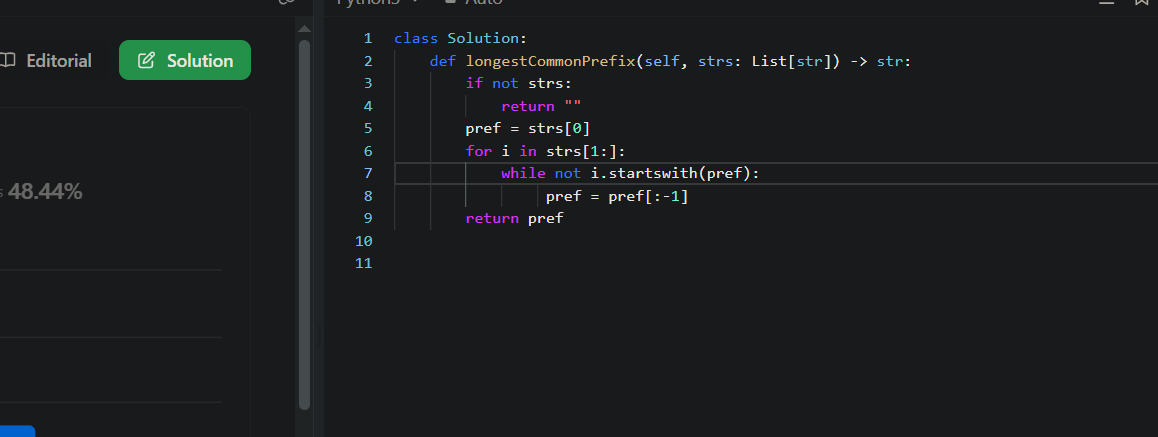 Python3 Auto
Editorial
Solution
48.44%
1 class Solution:
2     def longestCommonPrefix(self, strs: List[str]) -> str:
3         if not strs:
4             return ""
5         pref = strs[0]
6         for i in strs[1:]:
7             while not i.startswith(pref):
8                  pref = pref[:-1]
9         return pref
10
11